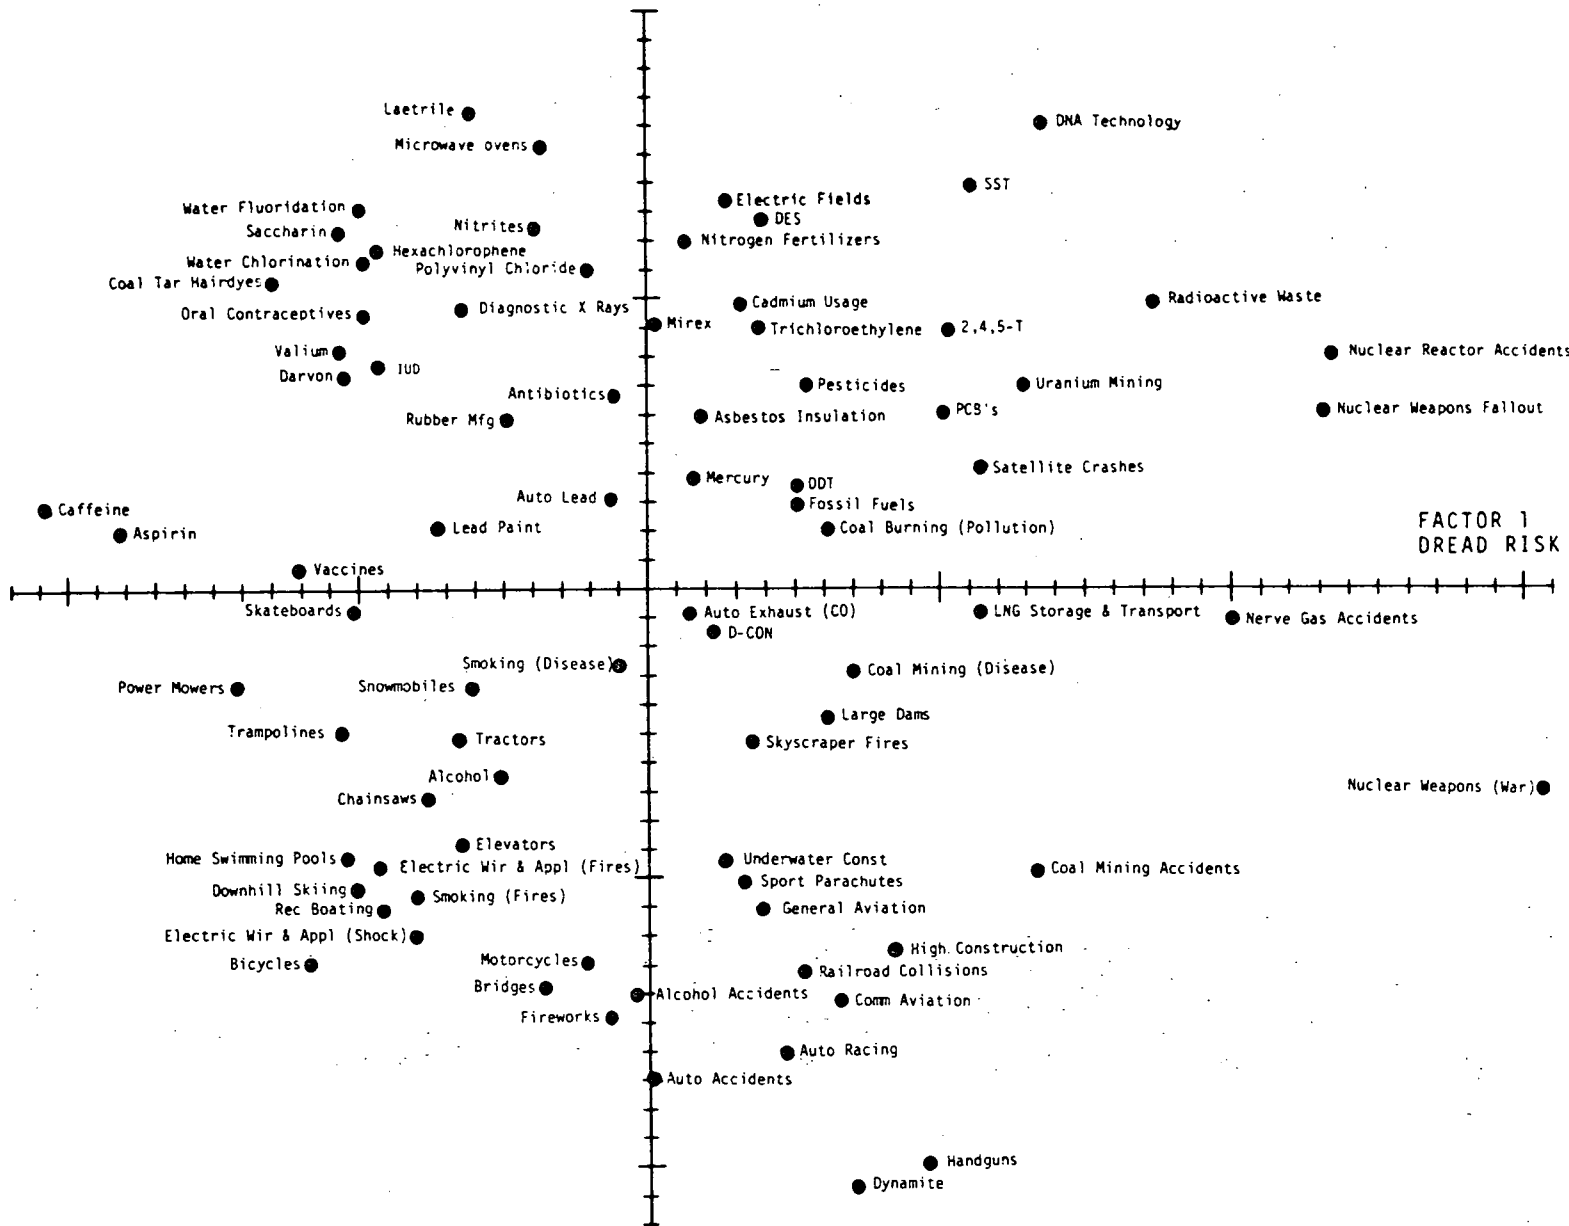 Laetrile
DNA Technology
Microwave ovens
SST
Electric Fields
Water Fluoridation
DES
Nitrites
Saccharin
Nitrogen Fertilizers
Hexachlorophene
Water Chlorination
Polyvinyl Chloride
Coal Tar Hairdyes
Radioactive Waste
Cadmium Usage
Diagnostic X Rays
Oral Contraceptives
Mirex
Trichloroethylene
2,4,5-T
Valium
Nuclear Reactor Accidents
IUD
Darvon
Pesticides
Uranium Mining
Antibiotics
PCB's
Nuclear Weapons Fallout
Rubber Mfg
Asbestos Insulation
Satellite Crashes
Mercury
DDT
Auto Lead
Fossil Fuels
Caffeine
Lead Paint
Coal Burning (Pollution)
Aspirin
FACTOR 1
DREAD RISK
Vaccines
Skateboards
Auto Exhaust (CO)
LNG Storage & Transport
Nerve Gas Accidents
D-CON
Smoking (Disease)
Coal Mining (Disease)
Power Mowers
Snowmobiles
Large Dams
Trampolines
Tractors
Skyscraper Fires
Alcohol
Nuclear Weapons (War)
Chainsaws
Elevators
Home Swimming Pools
Underwater Const
Electric Wir & Appl (Fires)
Coal Mining Accidents
Sport Parachutes
Downhill Skiing
Smoking (Fires)
Rec Boating
General Aviation
Electric Wir & Appl (Shock)
High Construction
Bicycles
Motorcycles
Railroad Collisions
Bridges
Alcohol Accidents
Comm Aviation
Fireworks
Auto Racing
Auto Accidents
Handguns
Dynamite